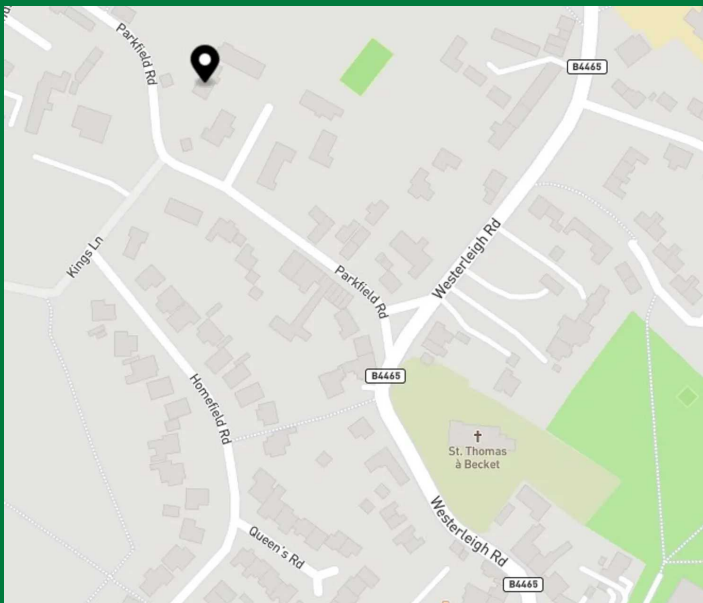 Parkfield Rd
B4465
Kings Ln
Westerleigh Rd
Parkfield Rd
B4465
Homefield Rd
St. Thomas
à Becket
Westerleigh Rd
Queen's Rd
B4465